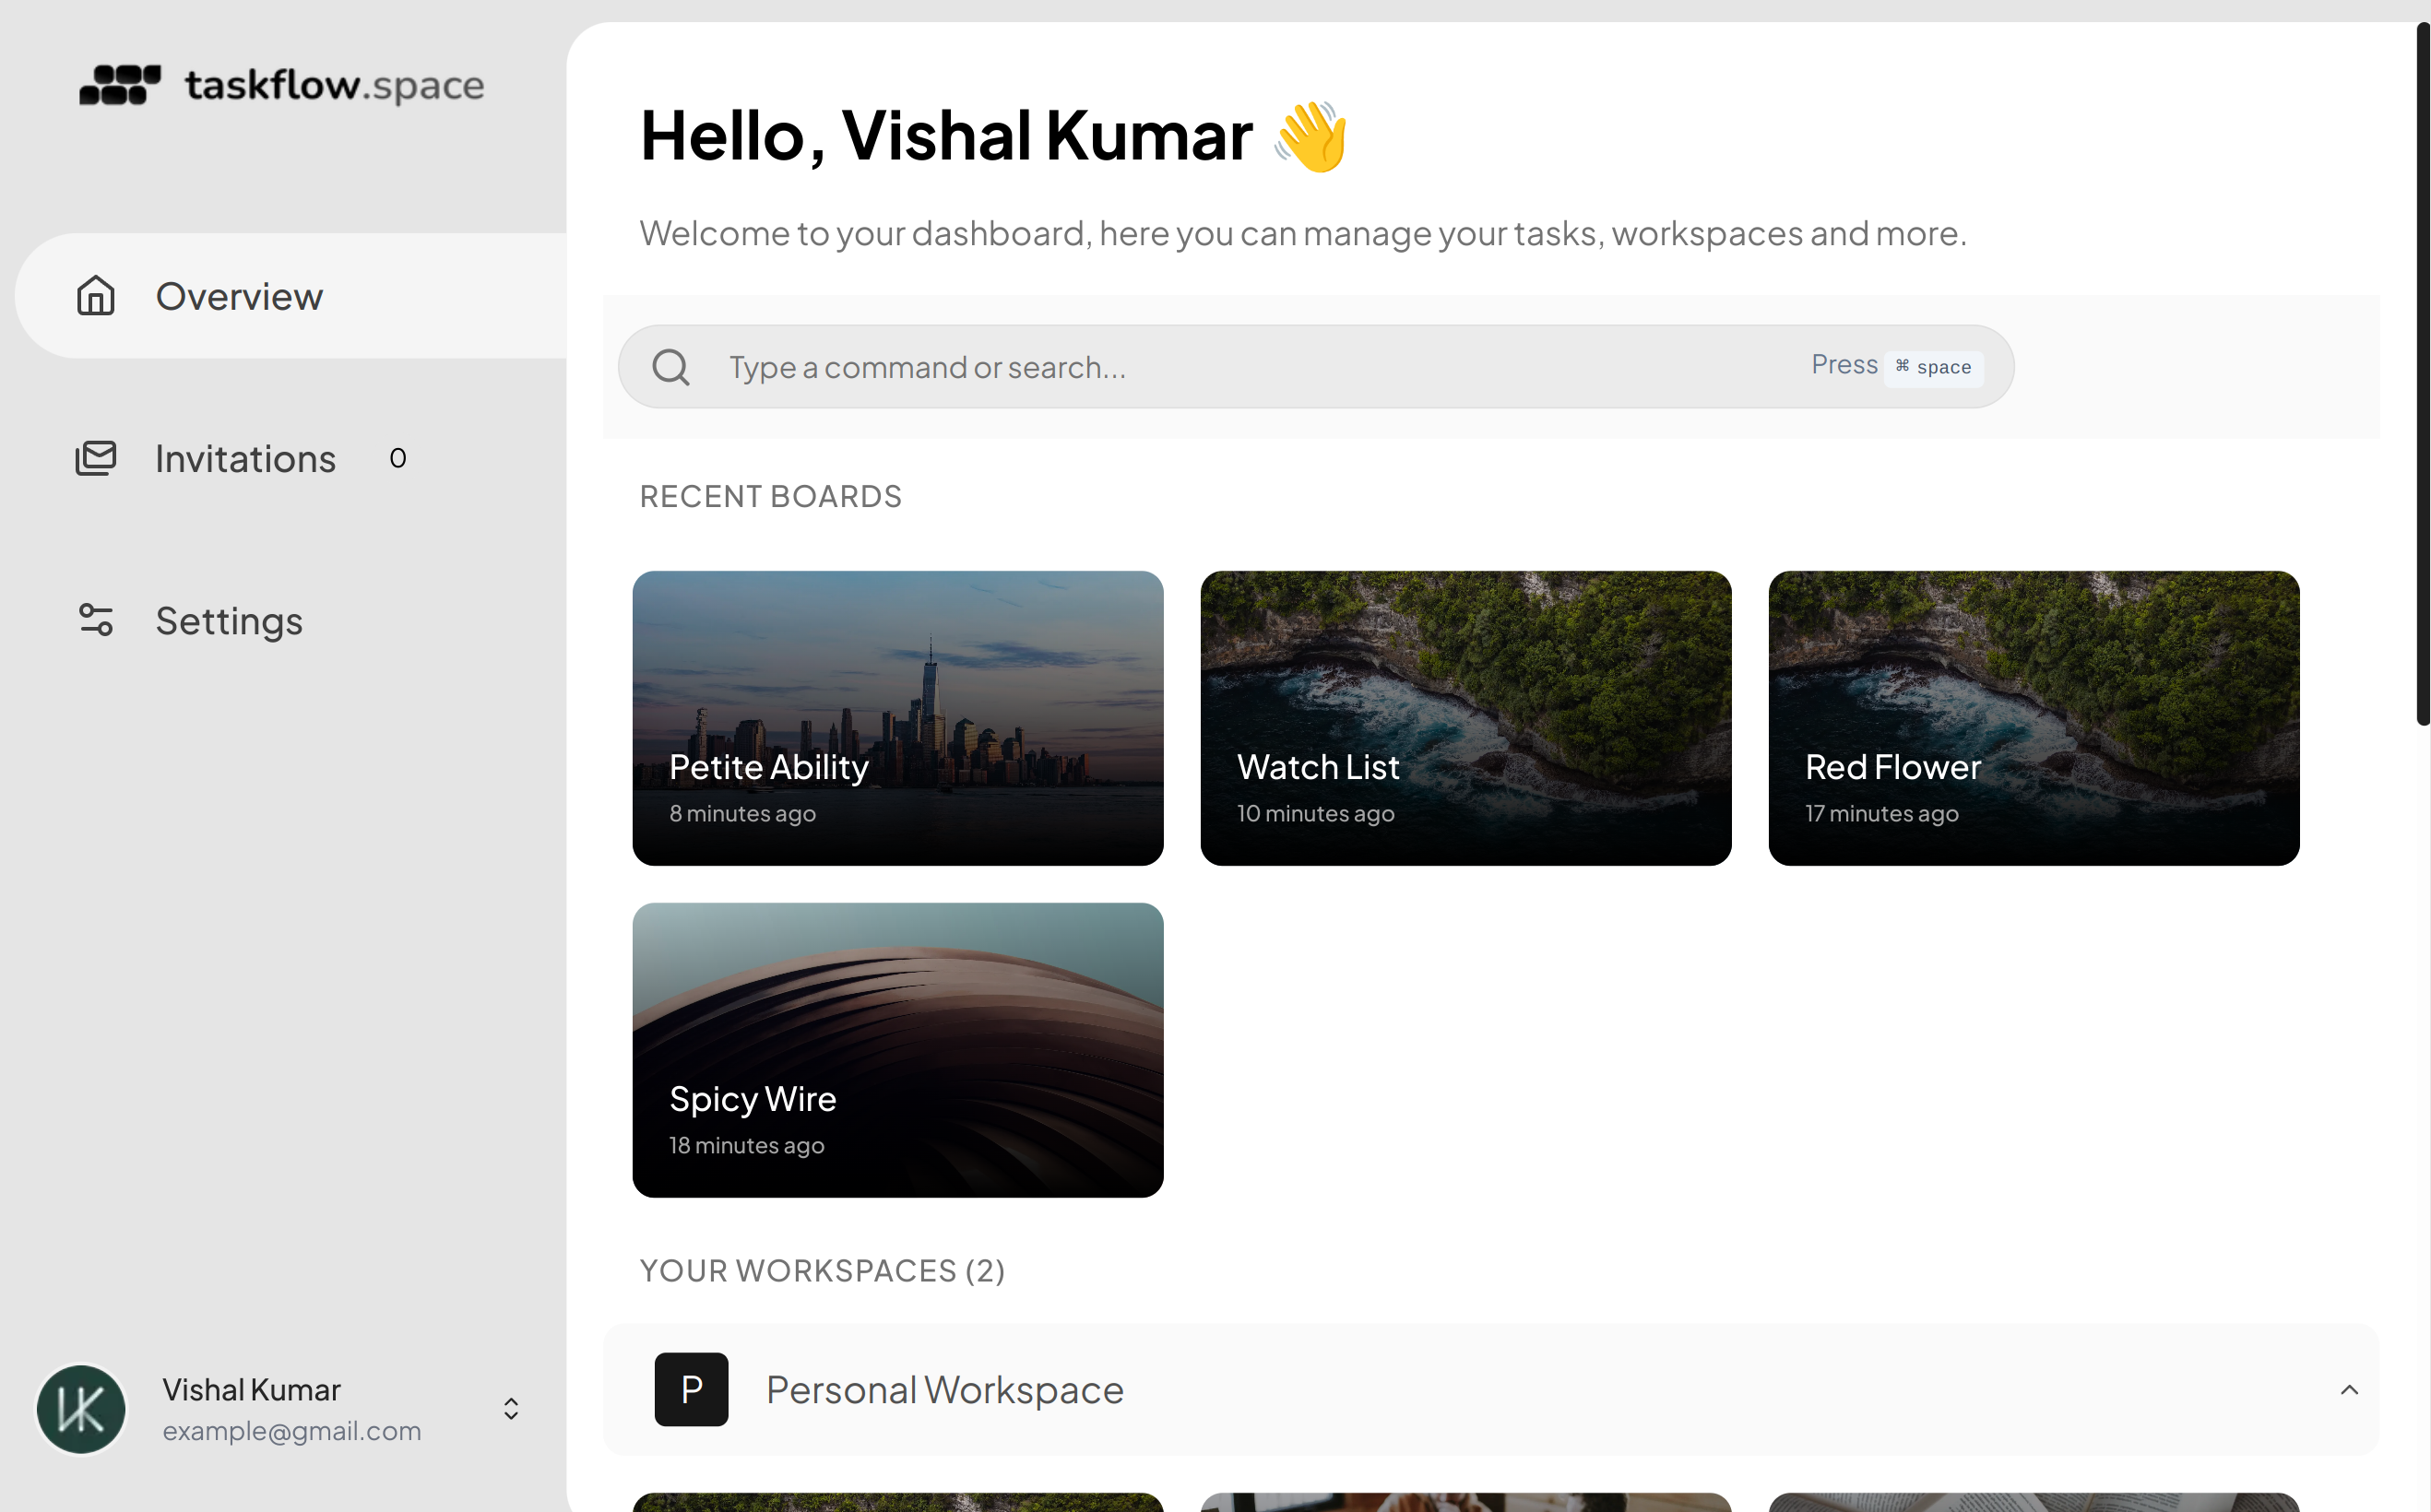 taskflow.space
Overview
Invitations 0
Settings
Vishal Kumar
example@gmail.com
Hello, Vishal Kumar 👋
Welcome to your dashboard, here you can manage your tasks, workspaces and more.
Type a command or search... Press ⌘ space
RECENT BOARDS
Petite Ability
8 minutes ago
Watch List
10 minutes ago
Red Flower
17 minutes ago
Spicy Wire
18 minutes ago
YOUR WORKSPACES (2)
P Personal Workspace